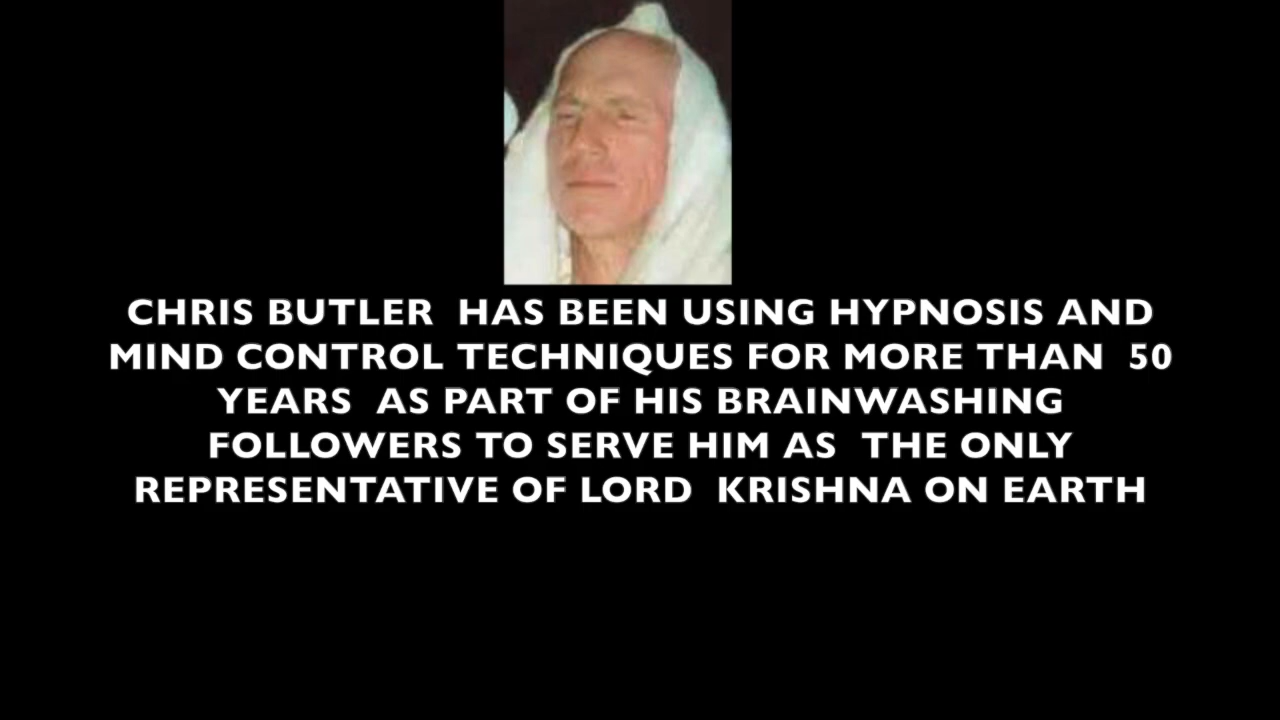 CHRIS BUTLER  HAS BEEN USING HYPNOSIS AND
MIND CONTROL TECHNIQUES FOR MORE THAN  50
YEARS  AS PART OF HIS BRAINWASHING
FOLLOWERS TO SERVE HIM AS  THE ONLY
REPRESENTATIVE OF LORD  KRISHNA ON EARTH